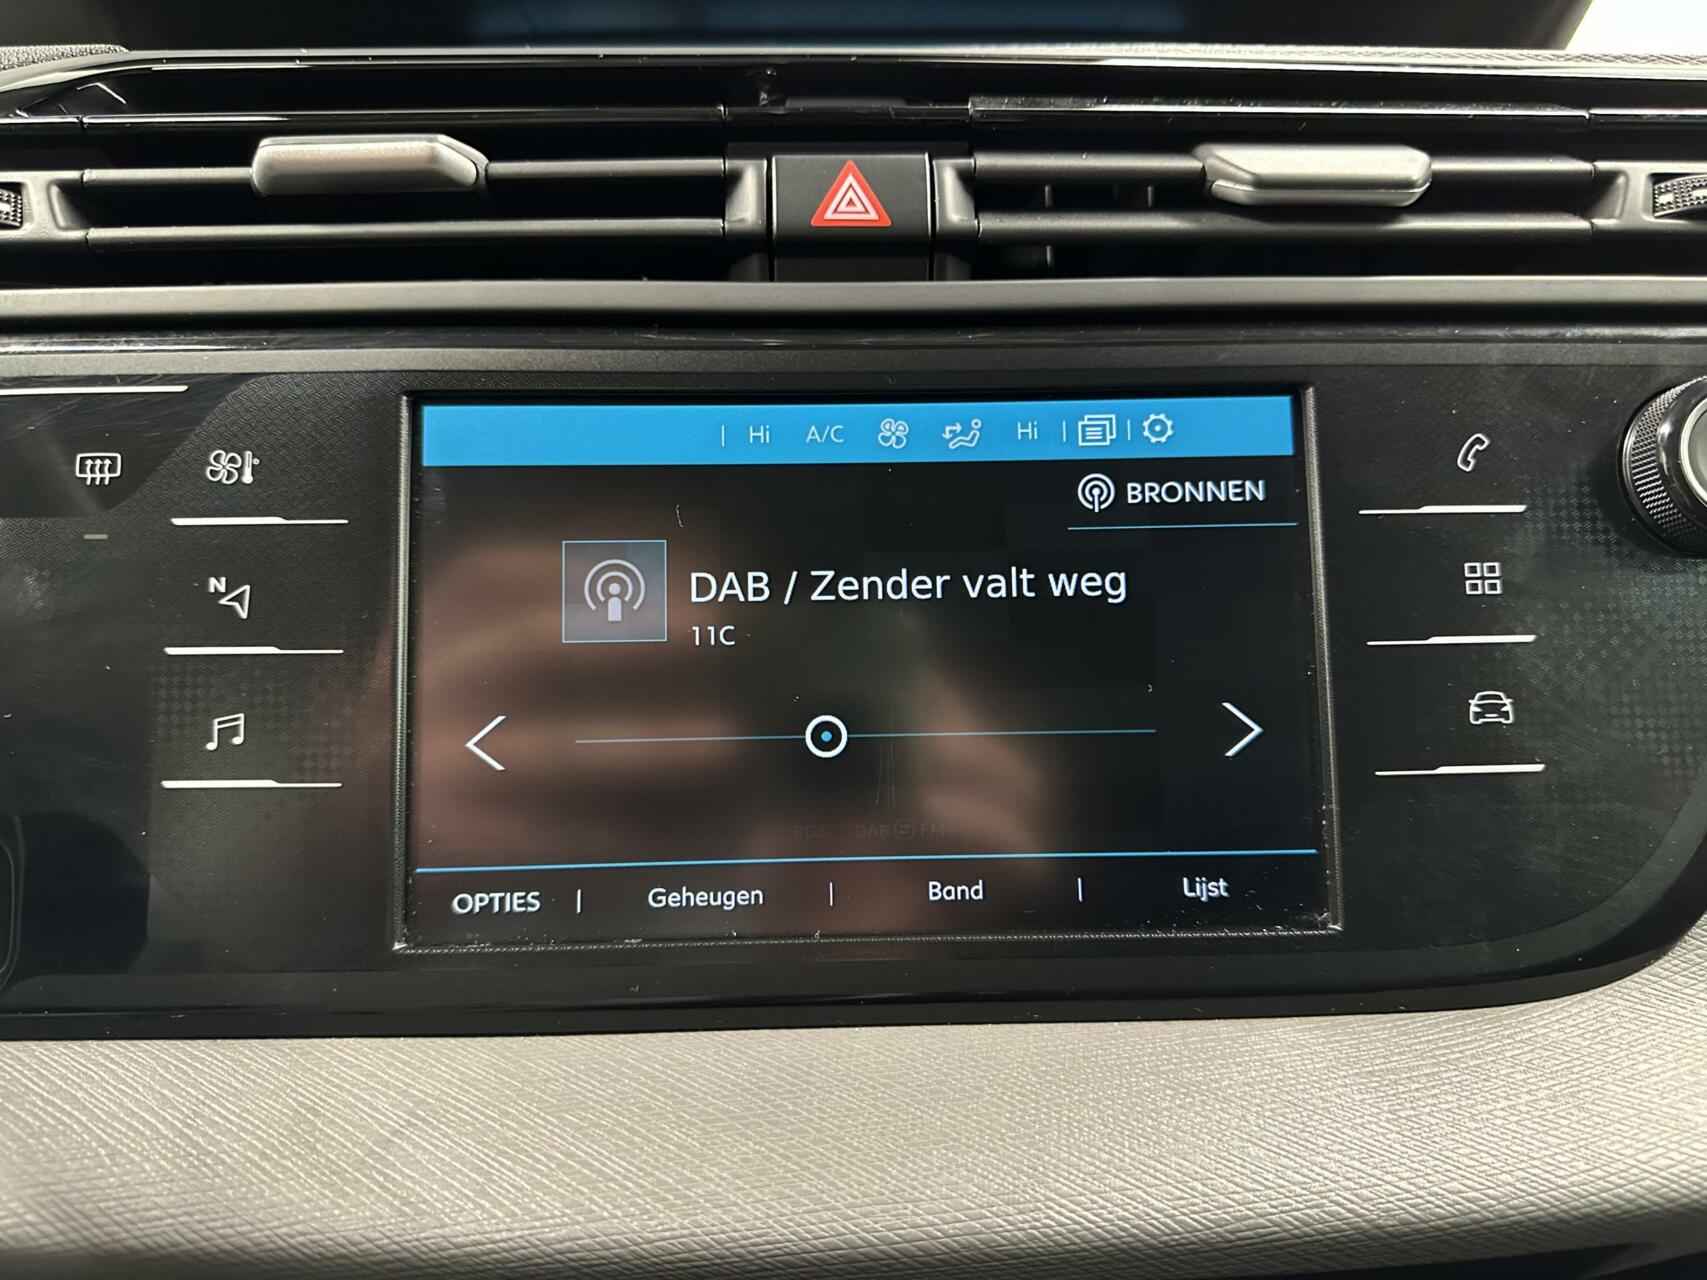 Hi A/C Hi
BRONNEN
DAB / Zender valt weg
11C
N
OPTIES | Geheugen | Band | Lijst